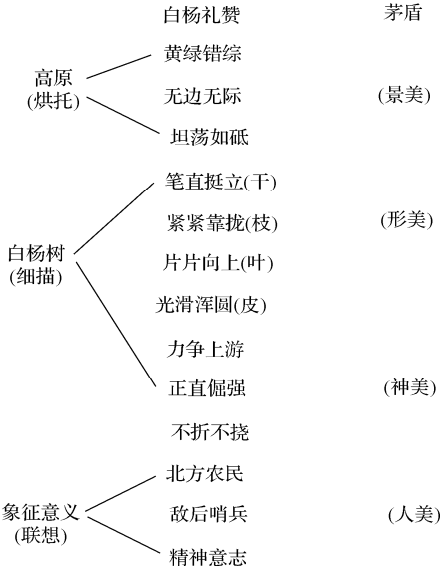 白杨礼赞 茅盾
黄绿错综
高原
(烘托)
无边无际 (景美)
坦荡如砥
笔直挺立(干)
紧紧靠拢(枝) (形美)
白杨树
(细描)
片片向上(叶)
光滑浑圆(皮)
力争上游
正直倔强 (神美)
不折不挠
北方农民
象征意义
(联想)
敌后哨兵 (人美)
精神意志